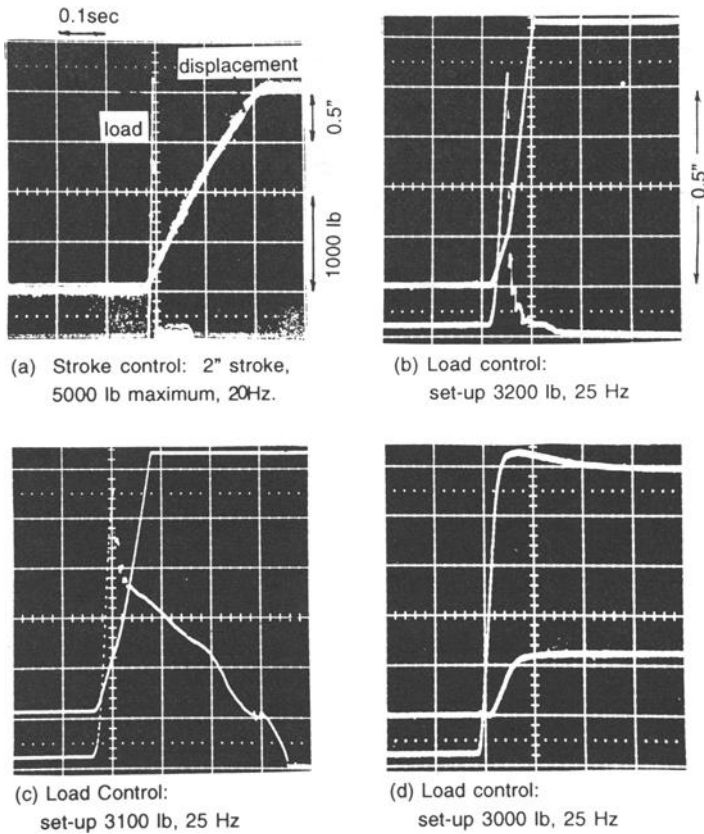 0.1sec
displacement
load
0.5"
1000 lb
0.5"
(a) Stroke control: 2" stroke,
5000 lb maximum, 20Hz.
(b) Load control:
set-up 3200 lb, 25 Hz
(c) Load Control:
set-up 3100 lb, 25 Hz
(d) Load control:
set-up 3000 lb, 25 Hz